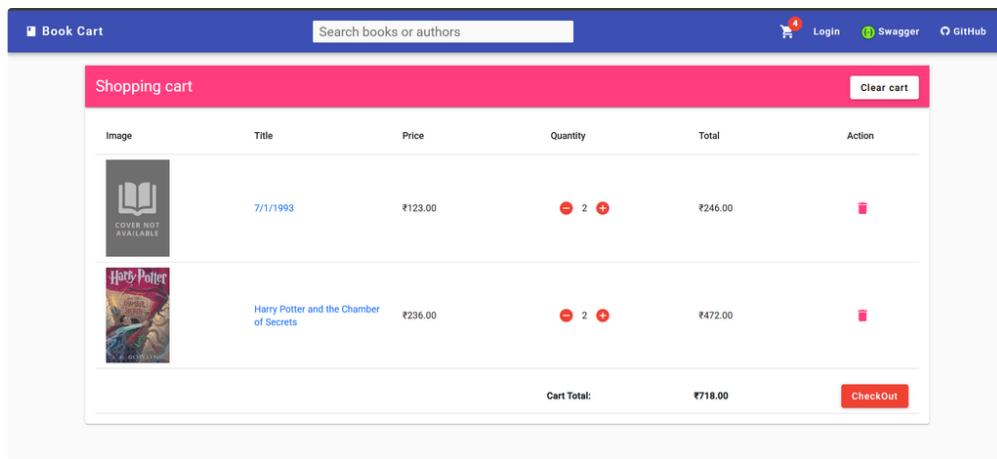 Book Cart
Search books or authors
4
Login
Swagger
GitHub
Shopping cart
Clear cart
Image Title Price Quantity Total Action
COVER NOT
AVAILABLE
7/1/1993
₹123.00
2
₹246.00
Harry Potter
Harry Potter and the Chamber
of Secrets
₹236.00
2
₹472.00
Cart Total:
₹718.00
CheckOut